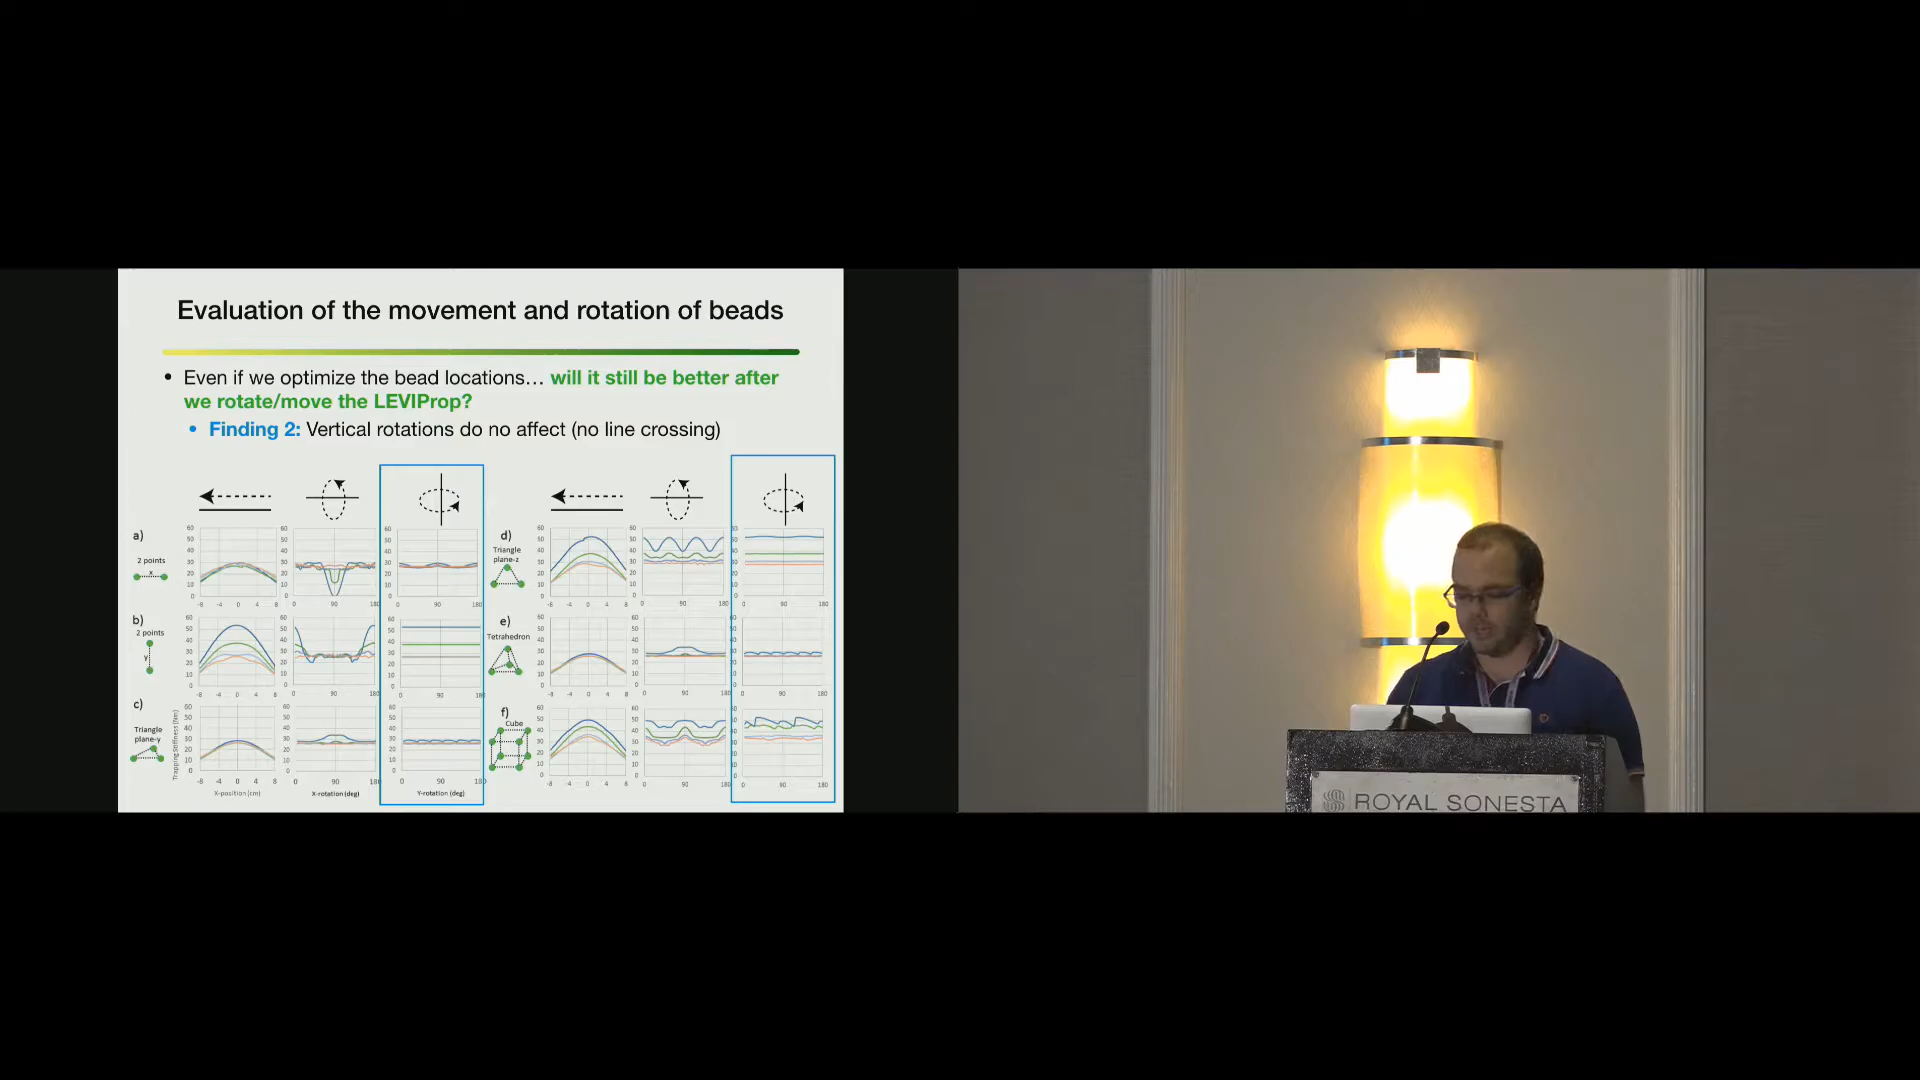 Evaluation of the movement and rotation of beads
• Even if we optimize the bead locations... will it still be better after
we rotate/move the LEVIProp?
• Finding 2: Vertical rotations do no affect (no line crossing)
a)
2 points
x
b)
2 points
y
c)
Triangle
plane-y
Trapping Stiffness (N/m)
X-position (cm)
X-rotation (deg)
Y-rotation (deg)
d)
Triangle
plane-z
e)
Tetrahedron
f)
Cube
ROYAL SONESTA